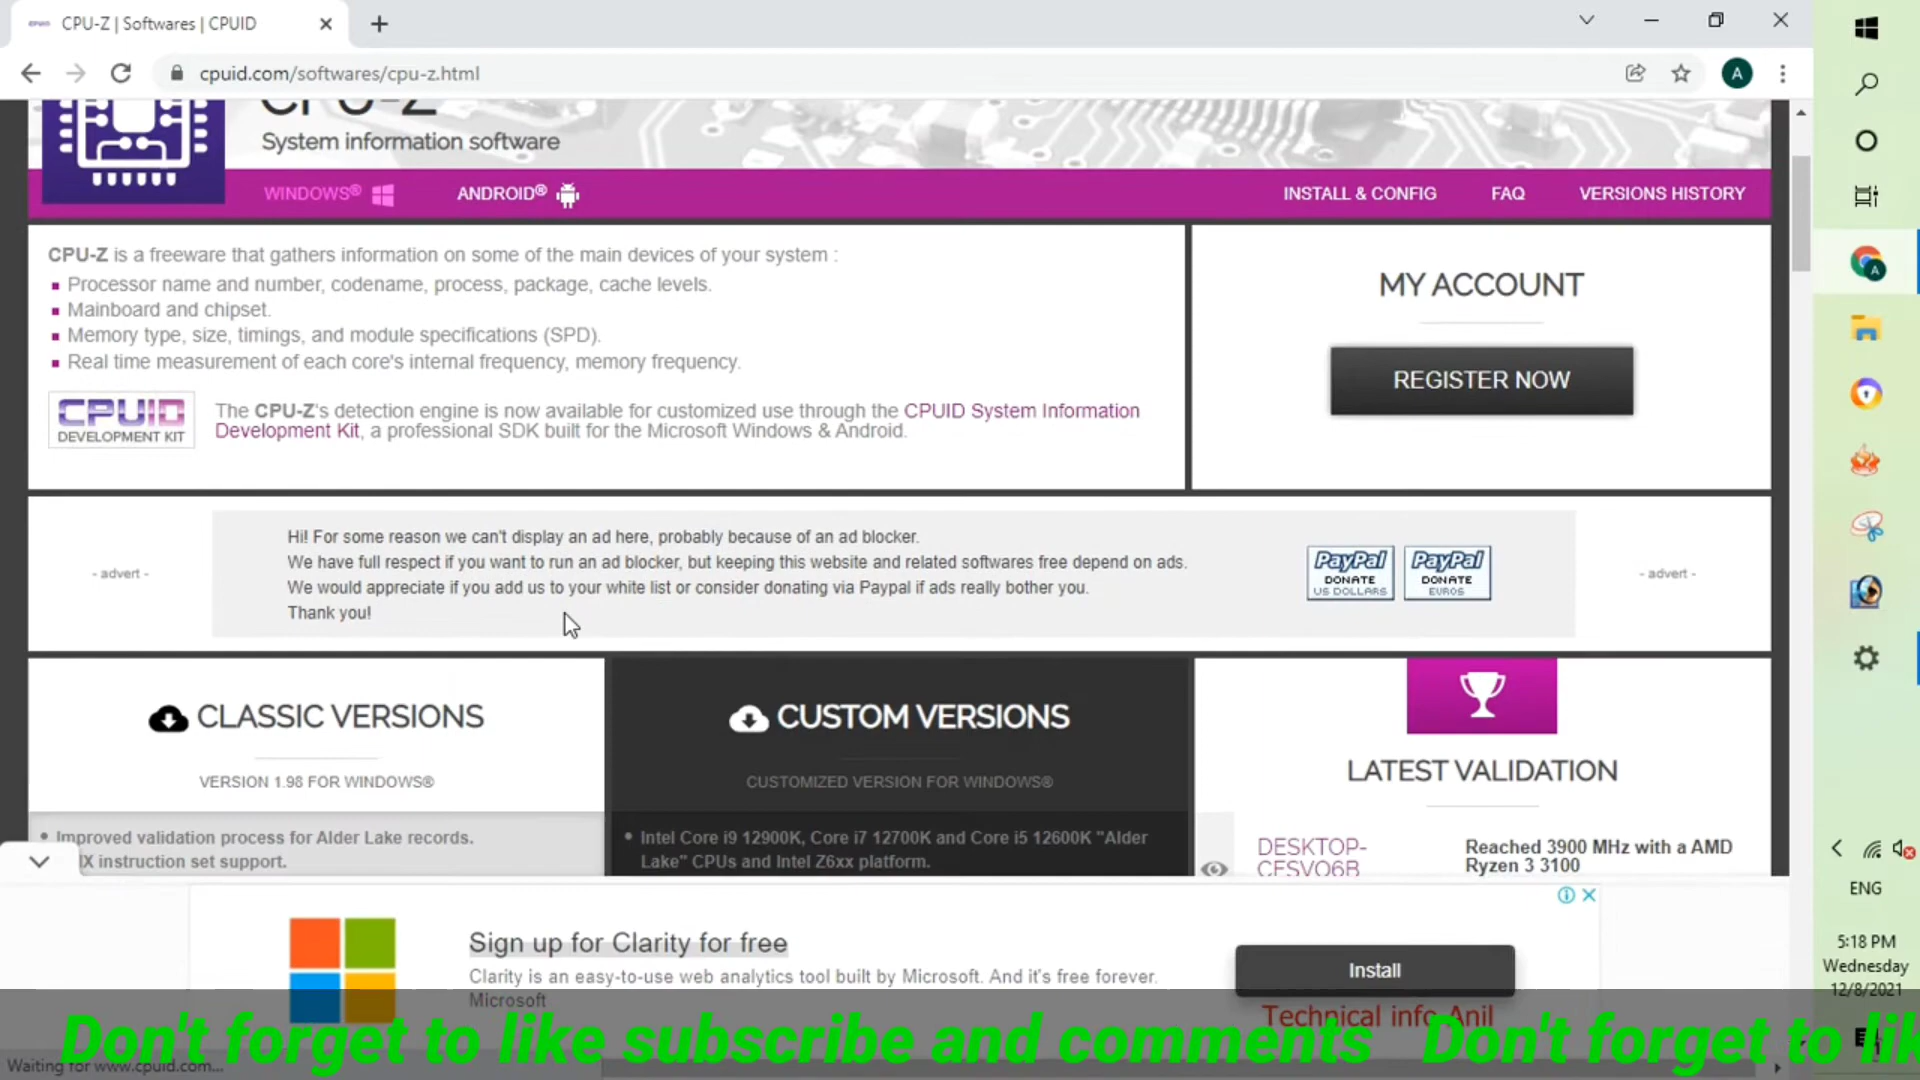 CPU-Z | Softwares | CPUID
cpuid.com/softwares/cpu-z.html
A
CPU-Z
System information software
WINDOWS®
ANDROID®
INSTALL & CONFIG
FAQ
VERSIONS HISTORY
CPU-Z is a freeware that gathers information on some of the main devices of your system :
Processor name and number, codename, process, package, cache levels.
Mainboard and chipset.
Memory type, size, timings, and module specifications (SPD).
Real time measurement of each core's internal frequency, memory frequency.
CPUID
DEVELOPMENT KIT
The CPU-Z's detection engine is now available for customized use through the CPUID System Information
Development Kit, a professional SDK built for the Microsoft Windows & Android.
MY ACCOUNT
REGISTER NOW
- advert -
Hi! For some reason we can't display an ad here, probably because of an ad blocker.
We have full respect if you want to run an ad blocker, but keeping this website and related softwares free depend on ads.
We would appreciate if you add us to your white list or consider donating via Paypal if ads really bother you.
Thank you!
PayPal
DONATE
US DOLLARS
PayPal
DONATE
EUROS
- advert -
CLASSIC VERSIONS
VERSION 1.98 FOR WINDOWS®
Improved validation process for Alder Lake records.
X instruction set support.
CUSTOM VERSIONS
CUSTOMIZED VERSION FOR WINDOWS®
Intel Core i9 12900K, Core i7 12700K and Core i5 12600K "Alder
Lake" CPUs and Intel Z6xx platform.
LATEST VALIDATION
DESKTOP-
CFSVO6B
Reached 3900 MHz with a AMD
Ryzen 3 3100
Sign up for Clarity for free
Clarity is an easy-to-use web analytics tool built by Microsoft. And it's free forever.
Microsoft
Install
Technical info Anil
Don't forget to like subscribe and comments Don't forget to lik
Waiting for www.cpuid.com...
ENG
5:18 PM
Wednesday
12/8/2021